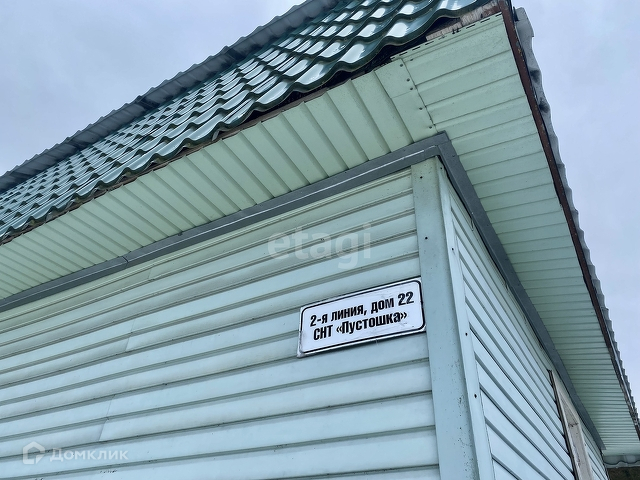 etagi
2-я линия, дом 22
СНТ «Пустошка»
Домклик